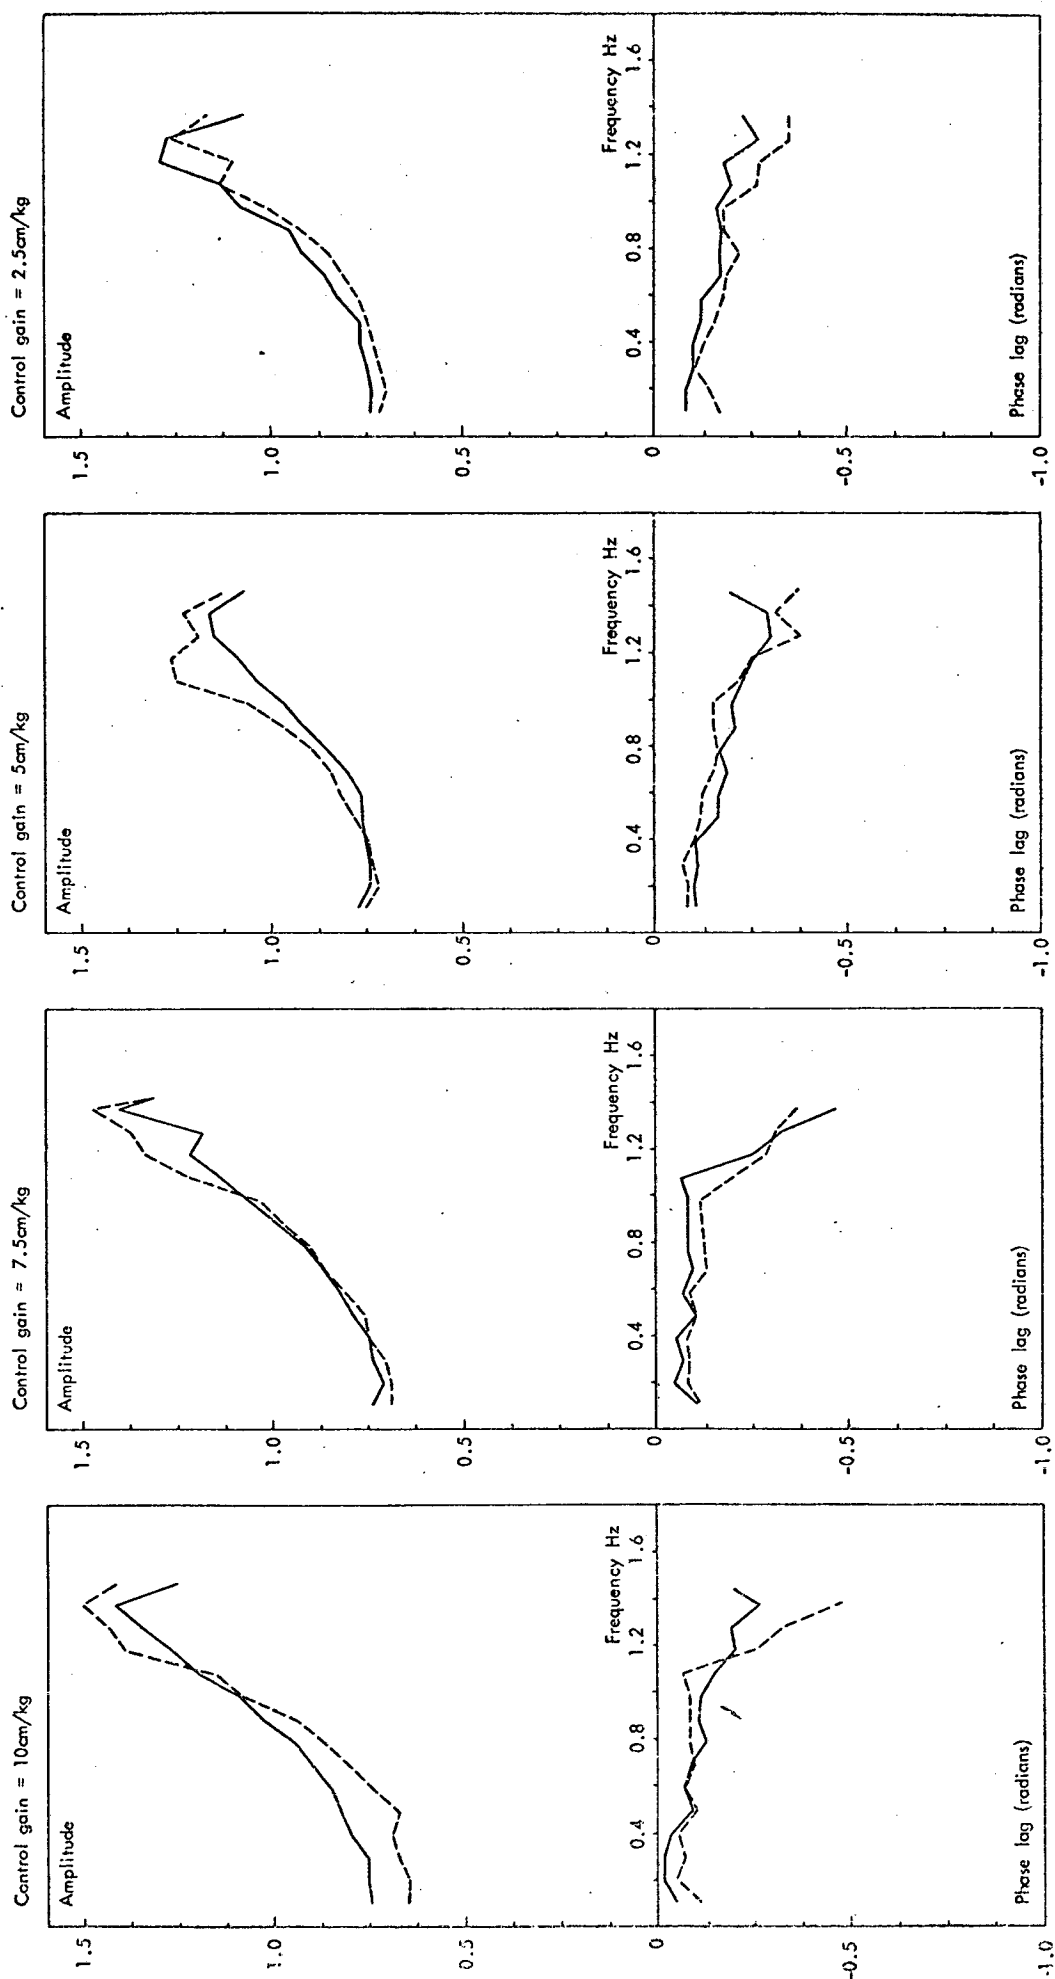 Control gain = 10cm/kg
Amplitude
1.5
1.0
0.5
0
-0.5
-1.0
Frequency Hz
0.4
0.8
1.2
1.6
Phase lag (radians)
Control gain = 7.5cm/kg
Amplitude
1.5
1.0
0.5
0
-0.5
-1.0
Frequency Hz
0.4
0.8
1.2
1.6
Phase lag (radians)
Control gain = 5cm/kg
Amplitude
1.5
1.0
0.5
0
-0.5
-1.0
Frequency Hz
0.4
0.8
1.2
1.6
Phase lag (radians)
Control gain = 2.5cm/kg
Amplitude
1.5
1.0
0.5
0
-0.5
-1.0
Frequency Hz
0.4
0.8
1.2
1.6
Phase lag (radians)